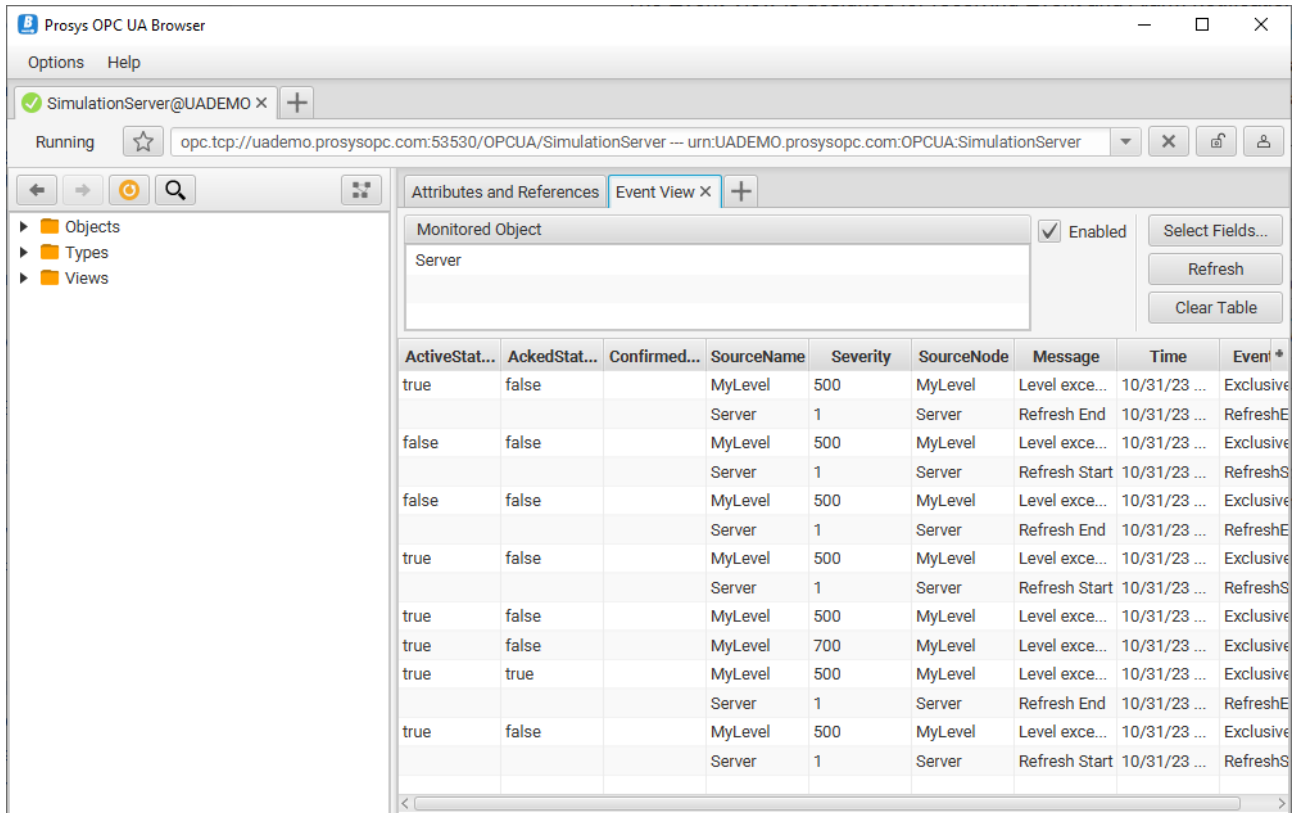 Prosys OPC UA Browser
Options Help
SimulationServer@UADEMO
Running opc.tcp://uademo.prosysopc.com:53530/OPCUA/SimulationServer --- urn:UADEMO.prosysopc.com:OPCUA:SimulationServer
Attributes and References Event View
Objects
Types
Views
Monitored Object
Server
Enabled
Select Fields...
Refresh
Clear Table
ActiveStat... AckedStat... Confirmed... SourceName Severity SourceNode Message Time Event
true false MyLevel 500 MyLevel Level exce... 10/31/23 ... Exclusive
Server 1 Server Refresh End 10/31/23 ... RefreshE
false false MyLevel 500 MyLevel Level exce... 10/31/23 ... Exclusive
Server 1 Server Refresh Start 10/31/23 ... RefreshS
false false MyLevel 500 MyLevel Level exce... 10/31/23 ... Exclusive
Server 1 Server Refresh End 10/31/23 ... RefreshE
true false MyLevel 500 MyLevel Level exce... 10/31/23 ... Exclusive
Server 1 Server Refresh Start 10/31/23 ... RefreshS
true false MyLevel 500 MyLevel Level exce... 10/31/23 ... Exclusive
true false MyLevel 700 MyLevel Level exce... 10/31/23 ... Exclusive
true true MyLevel 500 MyLevel Level exce... 10/31/23 ... Exclusive
Server 1 Server Refresh End 10/31/23 ... RefreshE
true false MyLevel 500 MyLevel Level exce... 10/31/23 ... Exclusive
Server 1 Server Refresh Start 10/31/23 ... RefreshS